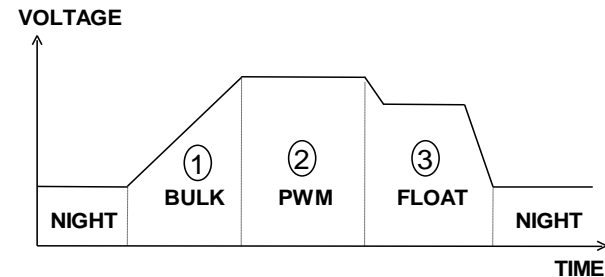 VOLTAGE
1 2 3
BULK PWM FLOAT
NIGHT NIGHT
TIME